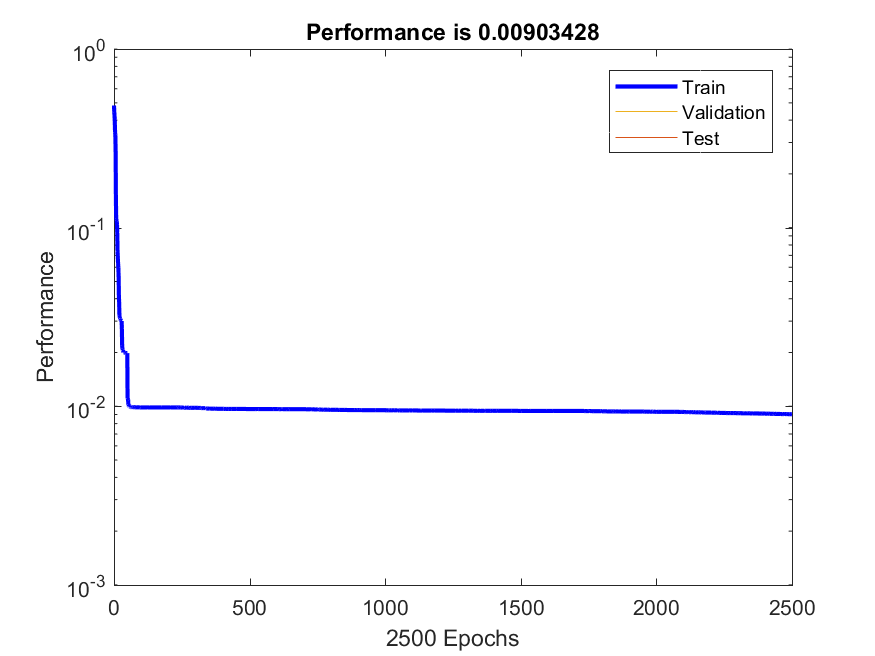 Performance is 0.00903428
10^0
Train
Validation
Test
10^-1
Performance
10^-2
10^-3
0 500 1000 1500 2000 2500
2500 Epochs